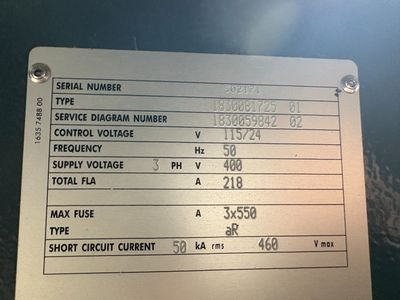 1635 7488 00
SERIAL NUMBER
TYPE 1830081725 01
SERVICE DIAGRAM NUMBER 1830059842 02
CONTROL VOLTAGE V 115/24
FREQUENCY Hz 50
SUPPLY VOLTAGE 3 PH V 400
TOTAL FLA A 218
MAX FUSE A 3x550
TYPE aR
SHORT CIRCUIT CURRENT 50 kA rms 460 V max